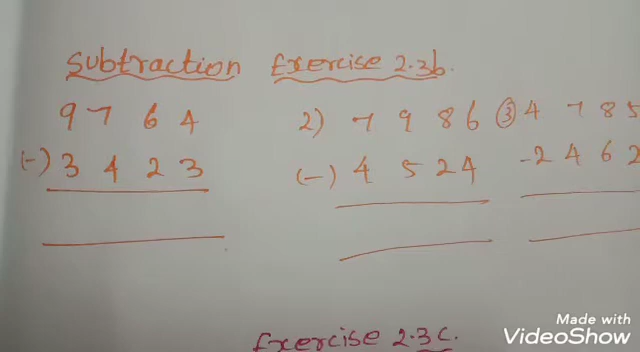 Subtraction Exercise 2.3b.
9 7 6 4 2) 7 9 8 6 ③ 4 7 8 5
(-) 3 4 2 3 (-) 4 5 2 4 - 2 4 6 2
Exercise 2.3C.
Made with
VideoShow